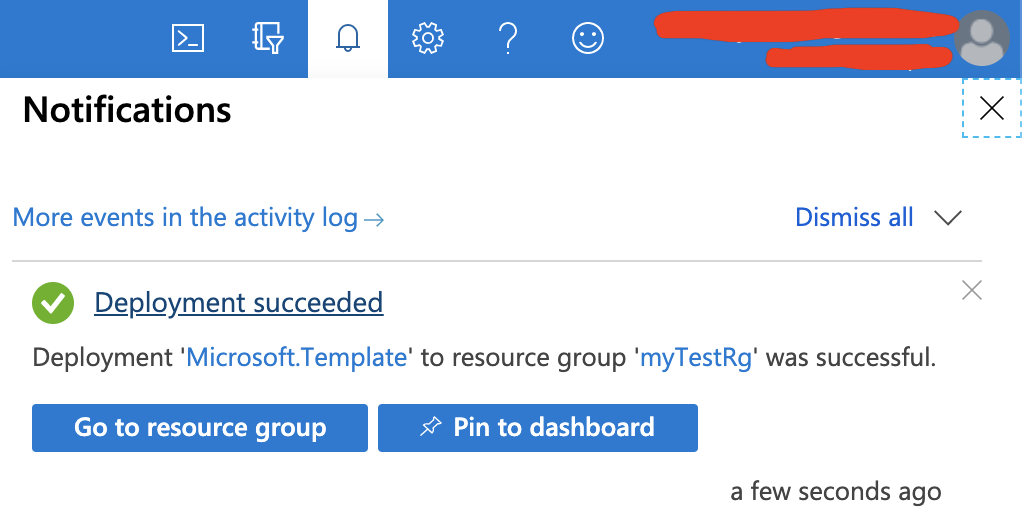 Notifications
More events in the activity log→
Dismiss all
Deployment succeeded
Deployment 'Microsoft.Template' to resource group 'myTestRg' was successful.
Go to resource group
Pin to dashboard
a few seconds ago